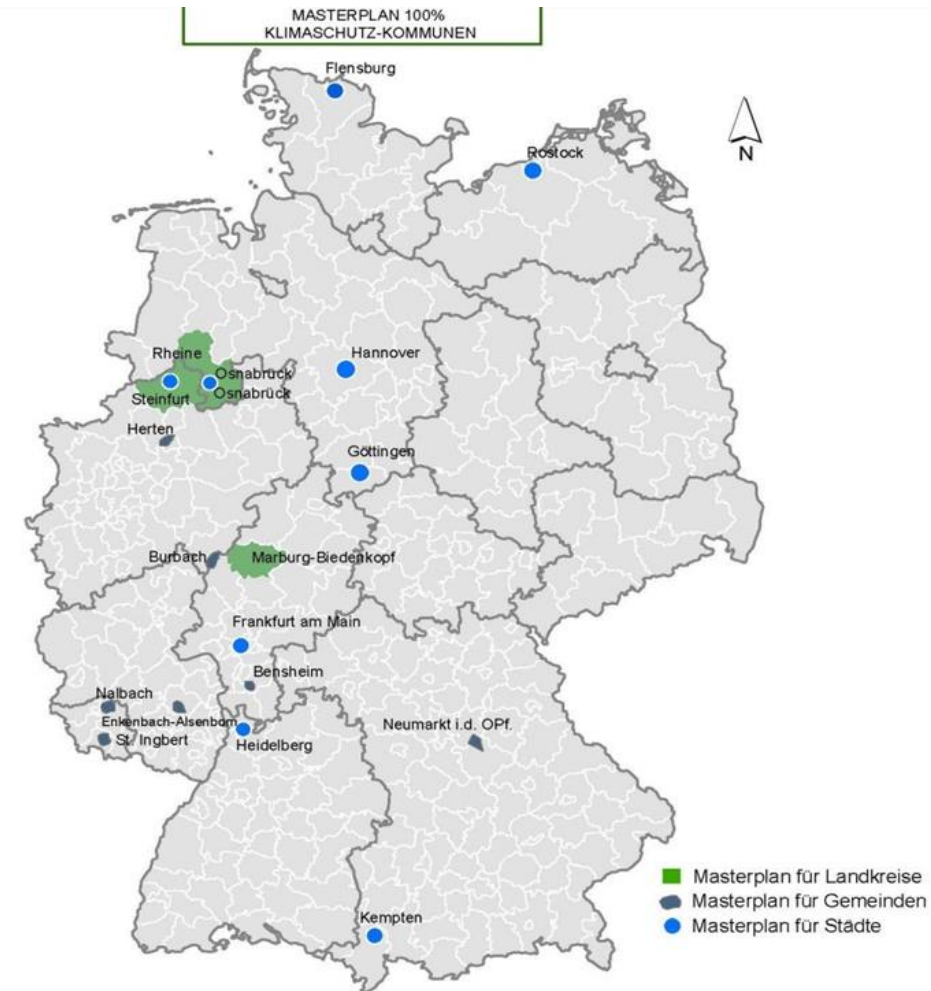 MASTERPLAN 100%
KLIMASCHUTZ-KOMMUNEN
Flensburg
Rostock
N
Rheine
Hannover
Osnabrück
Osnabrück
Steinfurt
Herten
Göttingen
Burbach
Marburg-Biedenkopf
Frankfurt am Main
Bensheim
Nalbach
Enkenbach-Alsenborn
Neumarkt i.d. OPf.
St. Ingbert
Heidelberg
Kempten
Masterplan für Landkreise
Masterplan für Gemeinden
Masterplan für Städte